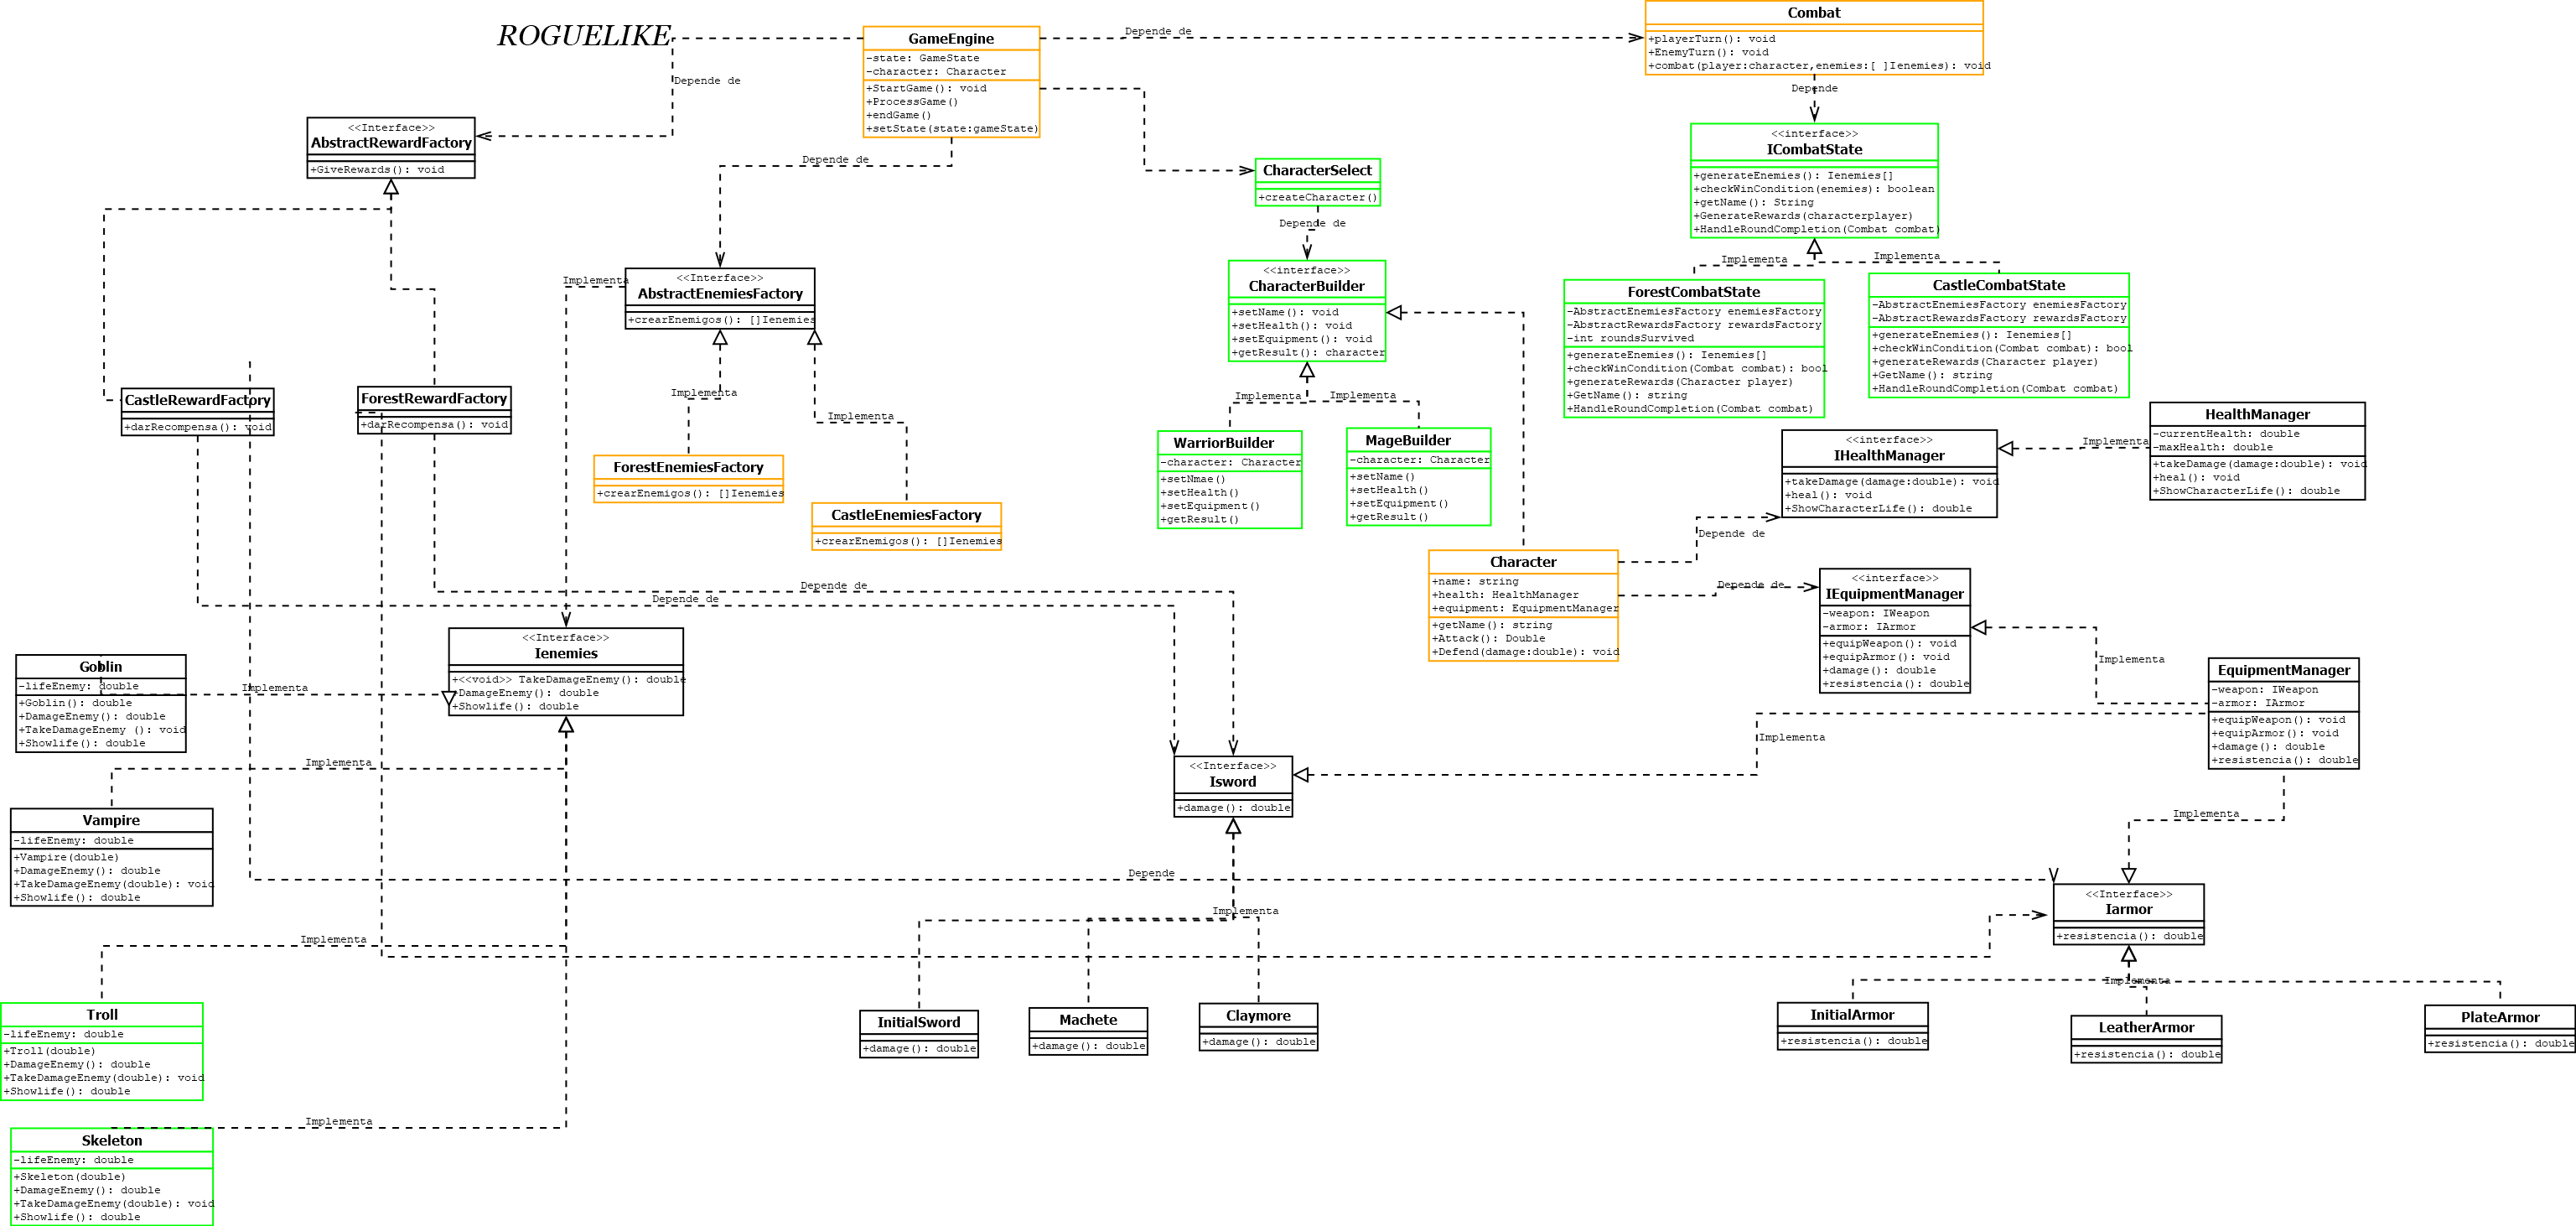 ROGUELIKE
GameEngine
-state: GameState
-character: Character
+StartGame(): void
+ProcessGame()
+endGame()
+setState(state:gameState)
Depende de
Combat
+playerTurn(): void
+EnemyTurn(): void
+combat(player:character,enemies:[ ]Ienemies): void
Depende de
Depende
<<Interface>>
AbstractRewardFactory
+GiveRewards(): void
<<interface>>
ICombatState
+generateEnemies(): Ienemies[]
+checkWinCondition(enemies): boolean
+getName(): String
+GenerateRewards(characterplayer)
+HandleRoundCompletion(Combat combat)
Depende de
CharacterSelect
+createCharacter()
Depende de
Implementa
Implementa
<<Interface>>
AbstractEnemiesFactory
+crearEnemigos(): []Ienemies
Implementa
<<interface>>
CharacterBuilder
+setName(): void
+setHealth(): void
+setEquipment(): void
+getResult(): character
ForestCombatState
-AbstractEnemiesFactory enemiesFactory
-AbstractRewardsFactory rewardsFactory
-int roundsSurvived
+generateEnemies(): Ienemies[]
+checkWinCondition(Combat combat): bool
+generateRewards(Character player)
+GetName(): string
+HandleRoundCompletion(Combat combat)
CastleCombatState
-AbstractEnemiesFactory enemiesFactory
-AbstractRewardsFactory rewardsFactory
+generateEnemies(): Ienemies[]
+checkWinCondition(Combat combat): bool
+generateRewards(Character player)
+GetName(): string
+HandleRoundCompletion(Combat combat)
CastleRewardFactory
+darRecompensa(): void
ForestRewardFactory
+darRecompensa(): void
Implementa
Implementa
Implementa
Implementa
ForestEnemiesFactory
+crearEnemigos(): []Ienemies
CastleEnemiesFactory
+crearEnemigos(): []Ienemies
WarriorBuilder
-character: Character
+setNmae()
+setHealth()
+setEquipment()
+getResult()
MageBuilder
-character: Character
+setName()
+setHealth()
+setEquipment()
+getResult()
<<interface>>
IHealthManager
+takeDamage(damage:double): void
+heal(): void
+ShowCharacterLife(): double
Implementa
HealthManager
-currentHealth: double
-maxHealth: double
+takeDamage(damage:double): void
+heal(): void
+ShowCharacterLife(): double
Depende de
Character
+name: string
+health: HealthManager
+equipment: EquipmentManager
+getName(): string
+Attack(): Double
+Defend(damage:double): void
Depende de
<<interface>>
IEquipmentManager
-weapon: IWeapon
-armor: IArmor
+equipWeapon(): void
+equipArmor(): void
+damage(): double
+resistencia(): double
Depende de
Depende de
<<Interface>>
Ienemies
+<<void>> TakeDamageEnemy(): double
+DamageEnemy(): double
+Showlife(): double
Goblin
-lifeEnemy: double
+Goblin(): double
+DamageEnemy(): double
+TakeDamageEnemy (): void
+Showlife(): double
Implementa
Implementa
EquipmentManager
-weapon: IWeapon
-armor: IArmor
+equipWeapon(): void
+equipArmor(): void
+damage(): double
+resistencia(): double
Implementa
Implementa
<<Interface>>
Isword
+damage(): double
Vampire
-lifeEnemy: double
+Vampire(double)
+DamageEnemy(): double
+TakeDamageEnemy(double): void
+Showlife(): double
Implementa
Depende
<<Interface>>
Iarmor
+resistencia(): double
Implementa
Implementa
Implementa
Troll
-lifeEnemy: double
+Troll(double)
+DamageEnemy(): double
+TakeDamageEnemy(double): void
+Showlife(): double
InitialSword
+damage(): double
Machete
+damage(): double
Claymore
+damage(): double
InitialArmor
+resistencia(): double
LeatherArmor
+resistencia(): double
PlateArmor
+resistencia(): double
Implementa
Skeleton
-lifeEnemy: double
+Skeleton(double)
+DamageEnemy(): double
+TakeDamageEnemy(double): void
+Showlife(): double